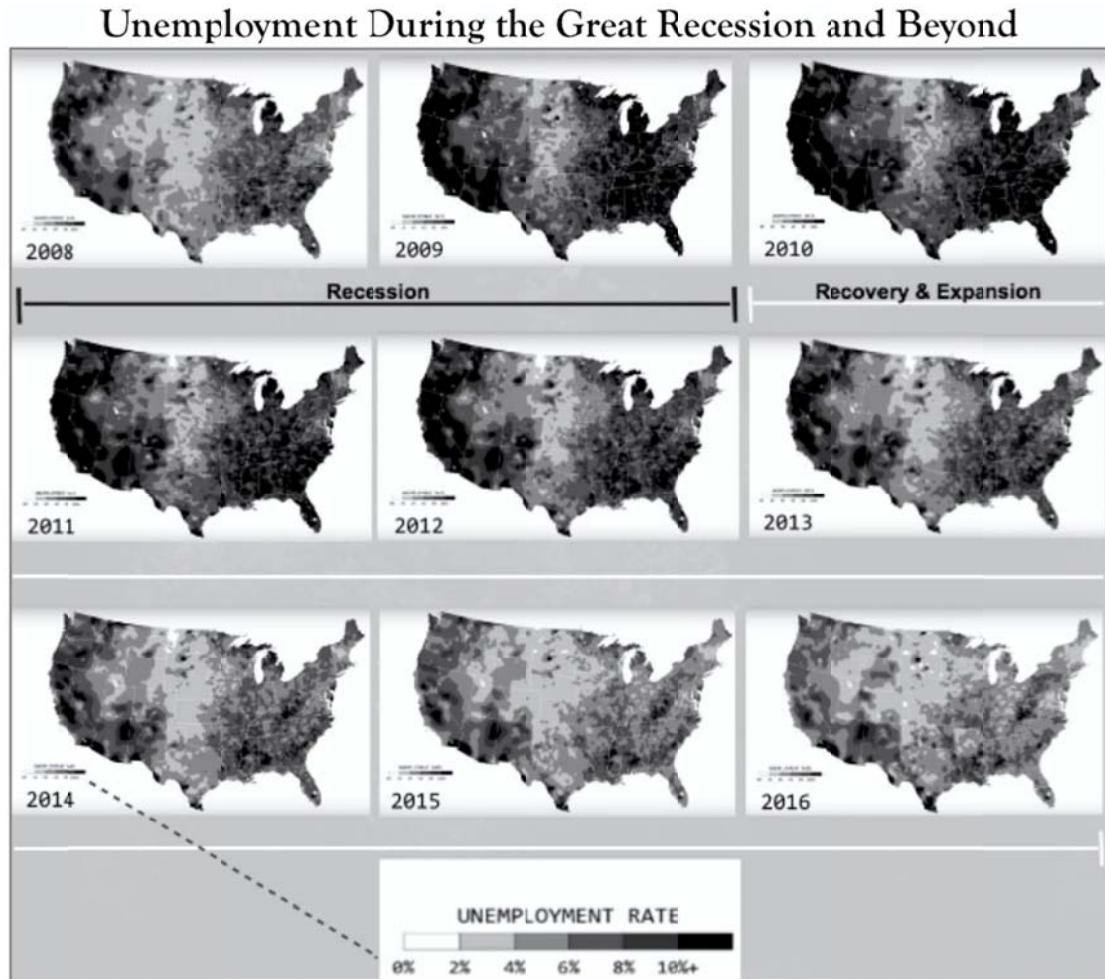 Unemployment During the Great Recession and Beyond
2008
2009
2010
Recession
Recovery & Expansion
2011
2012
2013
2014
2015
2016
UNEMPLOYMENT RATE
0% 2% 4% 6% 8% 10%+